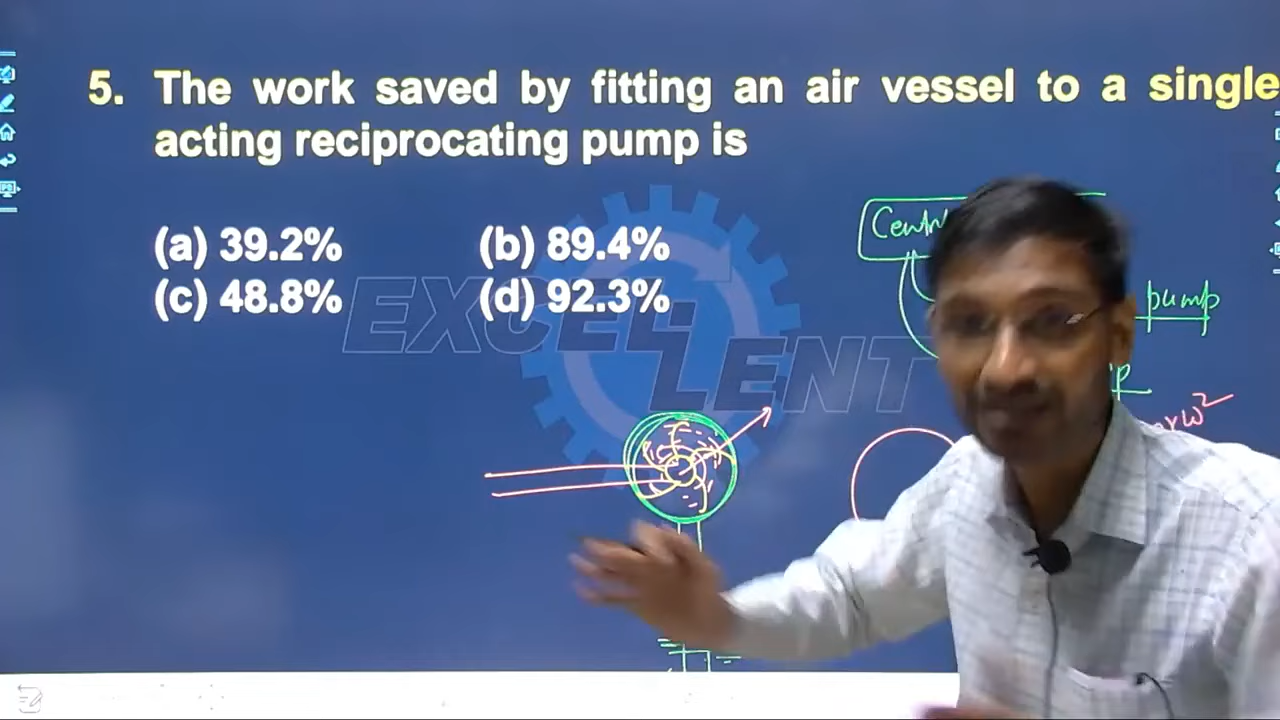 5. The work saved by fitting an air vessel to a single
acting reciprocating pump is
(a) 39.2% (b) 89.4%
(c) 48.8% (d) 92.3%
EXCELLENT
pump